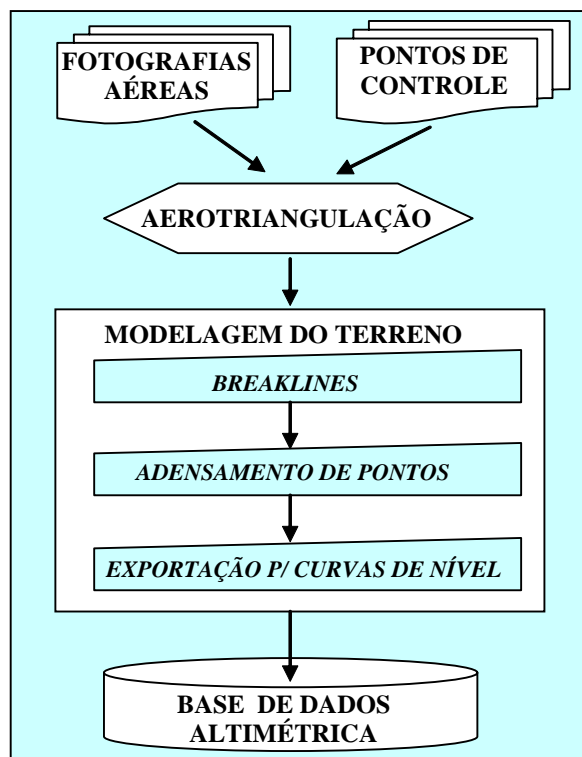 FOTOGRAFIAS
AÉREAS
PONTOS DE
CONTROLE
AEROTRIANGULAÇÃO
MODELAGEM DO TERRENO
BREAKLINES
ADENSAMENTO DE PONTOS
EXPORTAÇÃO P/ CURVAS DE NÍVEL
BASE DE DADOS
ALTIMÉTRICA